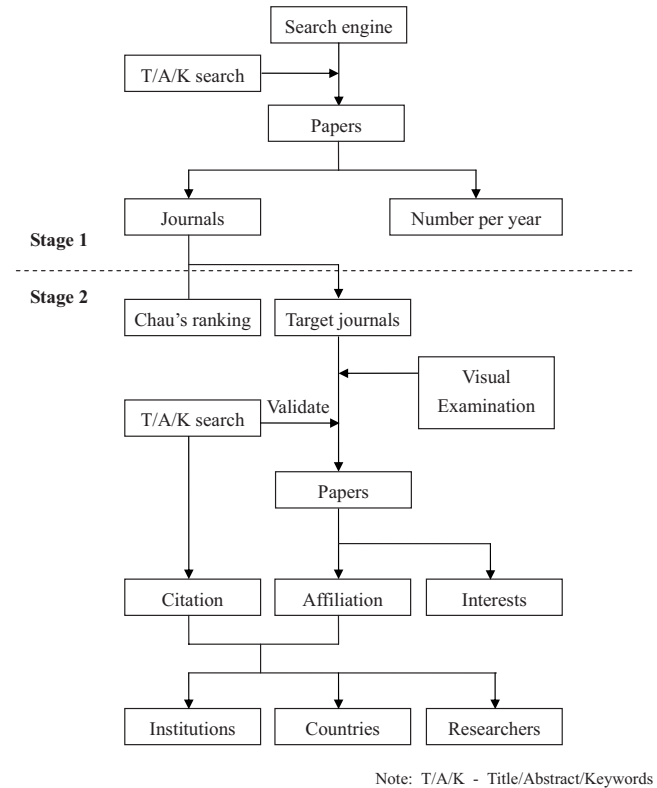 Search engine
T/A/K search
Papers
Journals
Number per year
Stage 1
Stage 2
Chau's ranking
Target journals
Visual
Examination
T/A/K search
Validate
Papers
Citation
Affiliation
Interests
Institutions
Countries
Researchers
Note: T/A/K - Title/Abstract/Keywords